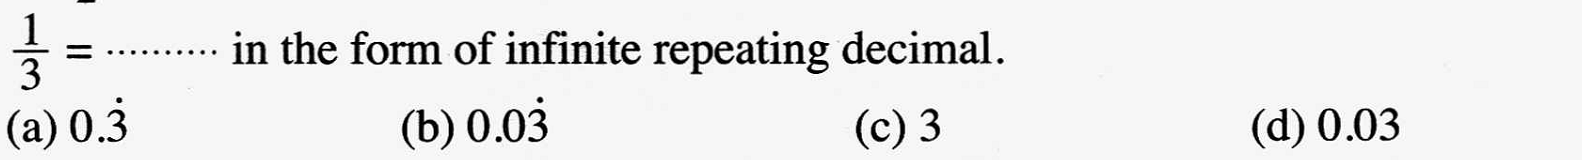 1/3 = .......... in the form of infinite repeating decimal.
(a) 0.3̇ (b) 0.03̇ (c) 3 (d) 0.03